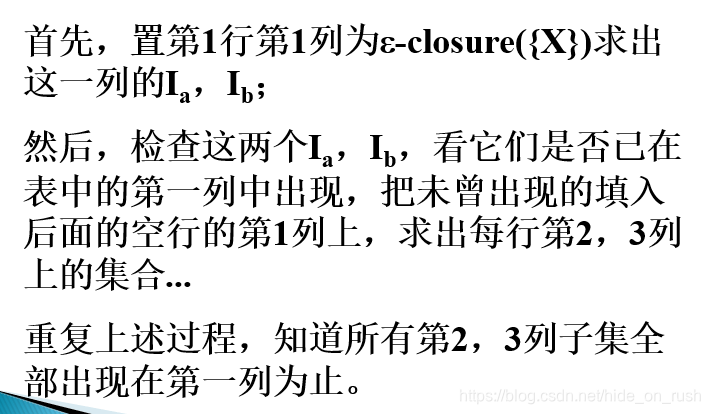 首先，置第1行第1列为ε-closure({X})求出
这一列的Ia，Ib；
然后，检查这两个Ia，Ib，看它们是否已在
表中的第一列中出现，把未曾出现的填入
后面的空行的第1列上，求出每行第2，3列
上的集合...
重复上述过程，知道所有第2，3列子集全
部出现在第一列为止。
https://blog.csdn.net/hide_on_rush